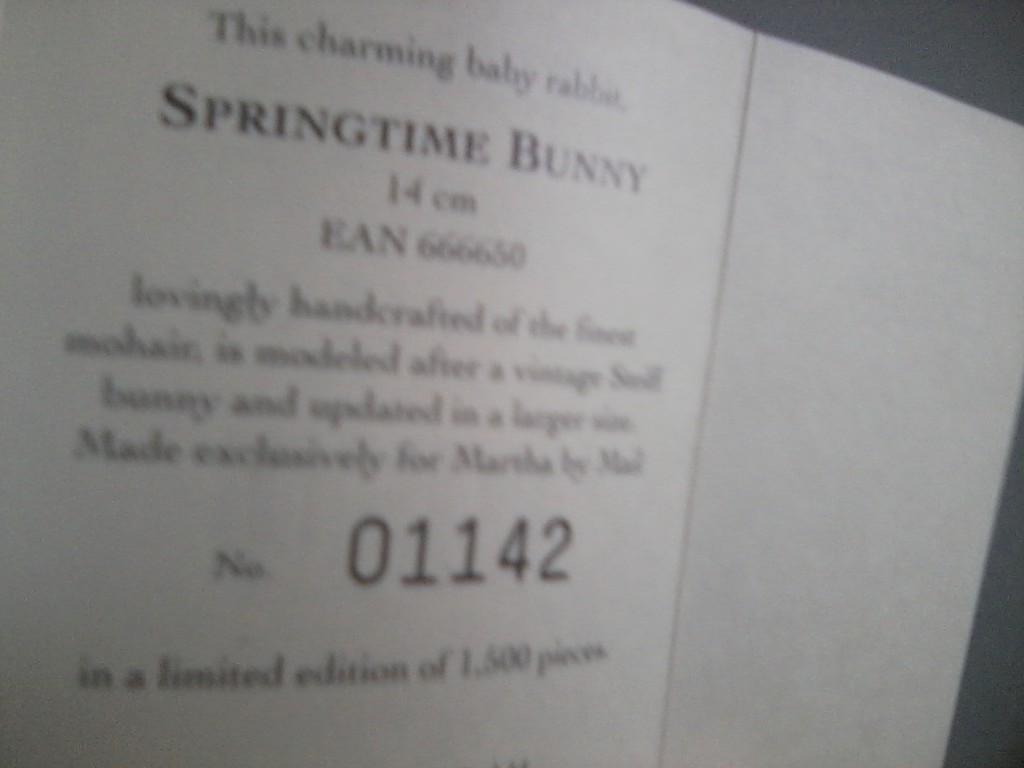 This charming baby rabbit,
SPRINGTIME BUNNY
14 cm
EAN 666650
lovingly handcrafted of the finest
mohair, is modeled after a vintage Steiff
bunny and updated in a larger size.
Made exclusively for Martha by Mail
No. 01142
in a limited edition of 1,500 pieces.